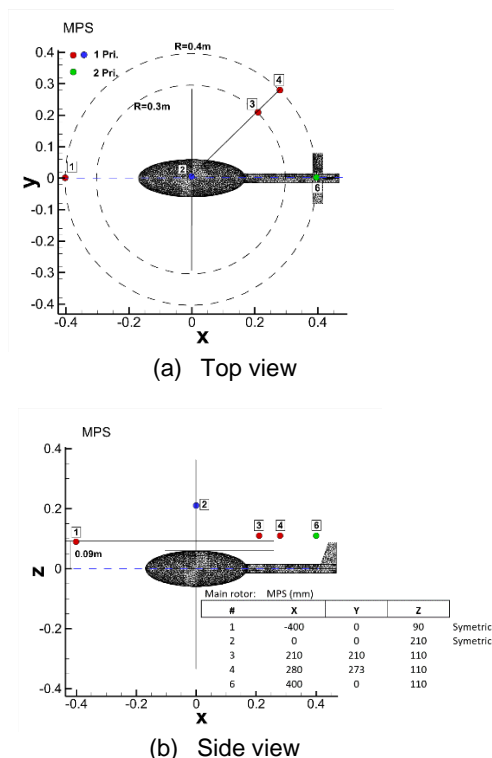 MPS
R=0.4m
1 Pri.
2 Pri.
R=0.3m
4
3
1
2
6
0.4
0.3
0.2
0.1
0
-0.1
-0.2
-0.3
-0.4
y
-0.4 -0.2 0 0.2 0.4
x
(a) Top view
MPS
0.4
0.2
0
-0.2
-0.4
z
2
1
3
4
6
0.09m
Main rotor: MPS (mm)
# X Y Z
1 -400 0 90 Symetric
2 0 0 210 Symetric
3 210 210 110
4 280 273 110
6 400 0 110
-0.4 -0.2 0 0.2 0.4
x
(b) Side view